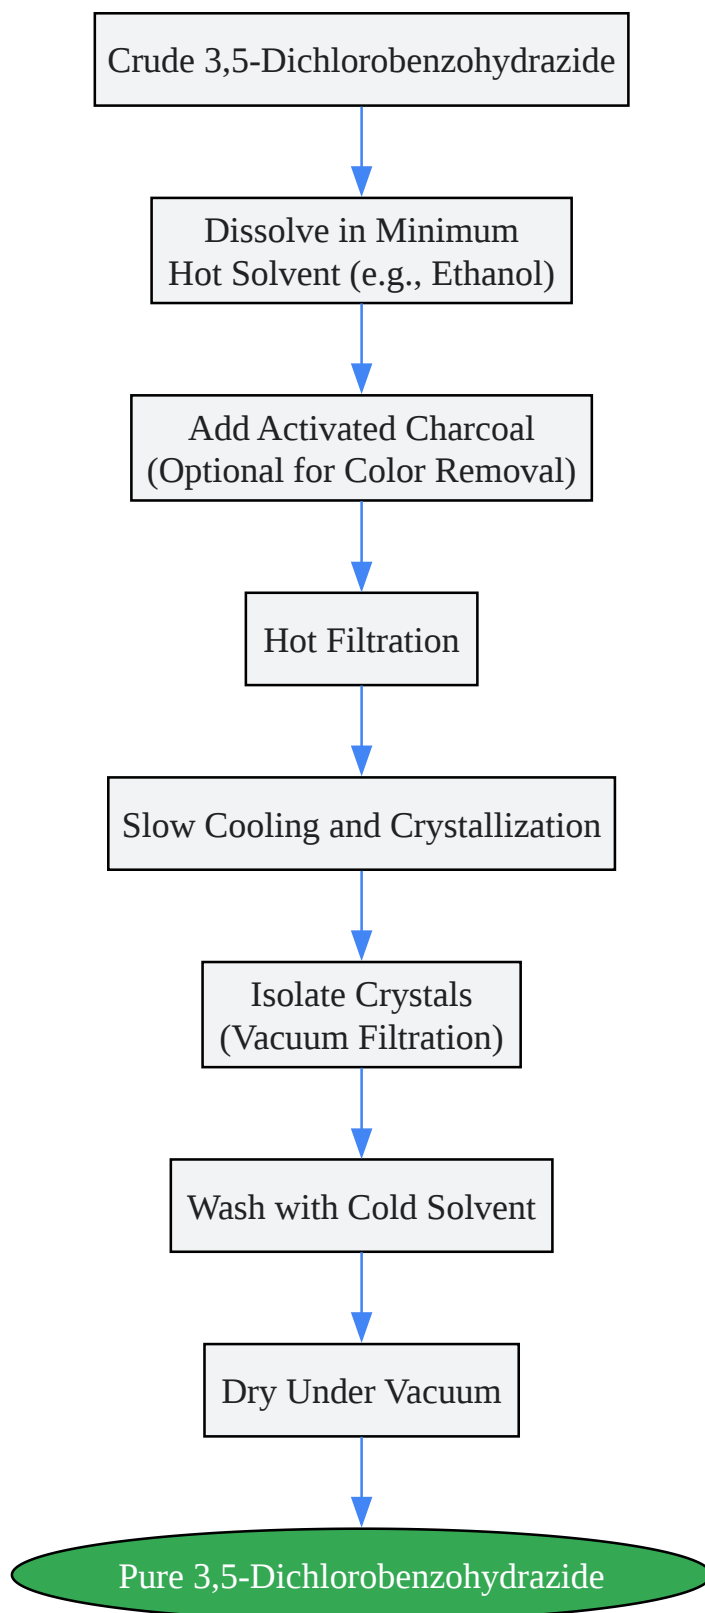 Crude 3,5-Dichlorobenzohydrazide
Dissolve in Minimum
Hot Solvent (e.g., Ethanol)
Add Activated Charcoal
(Optional for Color Removal)
Hot Filtration
Slow Cooling and Crystallization
Isolate Crystals
(Vacuum Filtration)
Wash with Cold Solvent
Dry Under Vacuum
Pure 3,5-Dichlorobenzohydrazide